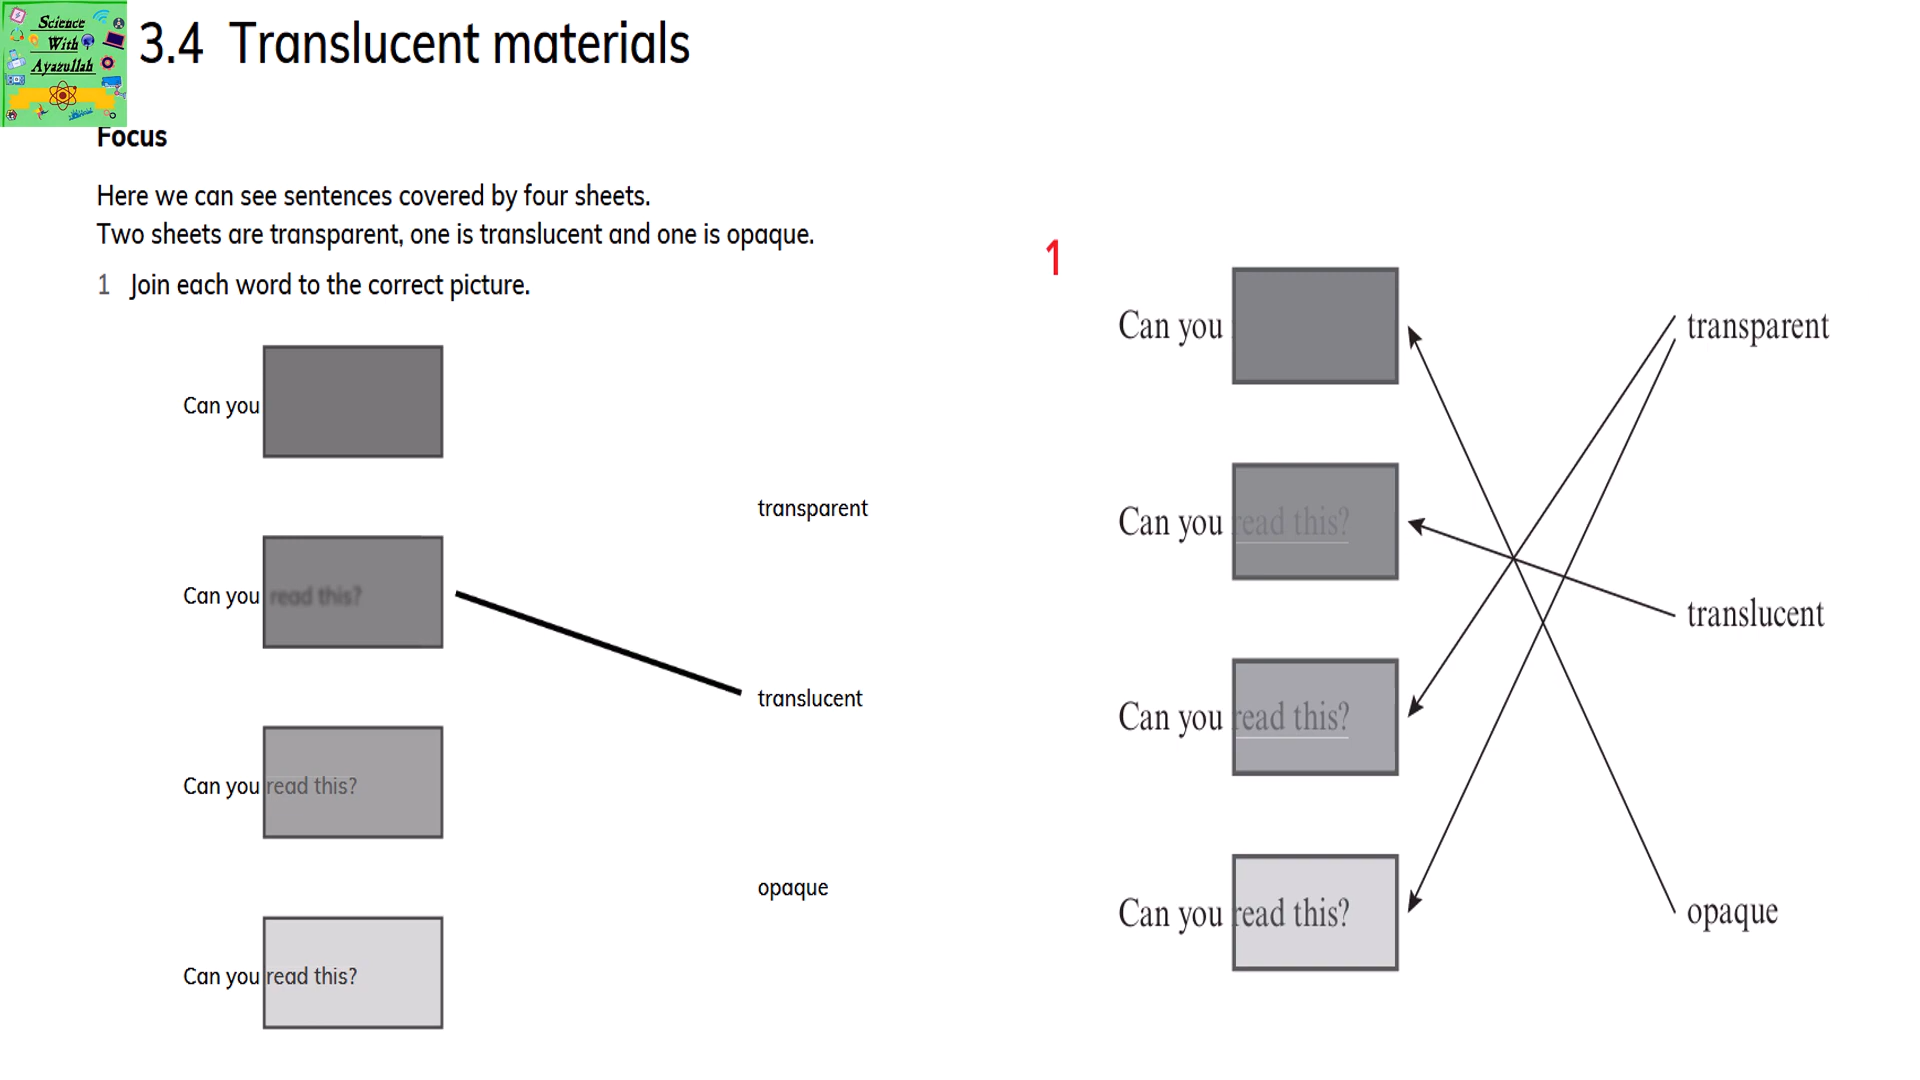 Science
With
Ayazullah
3.4 Translucent materials
Focus
Here we can see sentences covered by four sheets.
Two sheets are transparent, one is translucent and one is opaque.
1 Join each word to the correct picture.
Can you
transparent
Can you read this?
translucent
Can you read this?
opaque
Can you read this?
1
Can you
transparent
Can you read this?
translucent
Can you read this?
Can you read this?
opaque